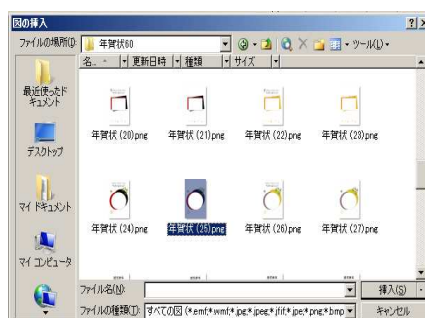 図の挿入
ファイルの場所(I):
年賀状60
ツール(L)
名..
更新日時
種類
サイズ
最近使ったド
キュメント
デスクトップ
マイ ドキュメント
マイ コンピュータ
年賀状 (20).png
年賀状 (21).png
年賀状 (22).png
年賀状 (23).png
年賀状 (24).png
年賀状 (25).png
年賀状 (26).png
年賀状 (27).png
ファイル名(N):
挿入(S)
ファイルの種類(T):
すべての図 (*.emf;*.wmf;*.jpg;*.jpeg;*.jfif;*.jpe;*.png;*.bmp
キャンセル